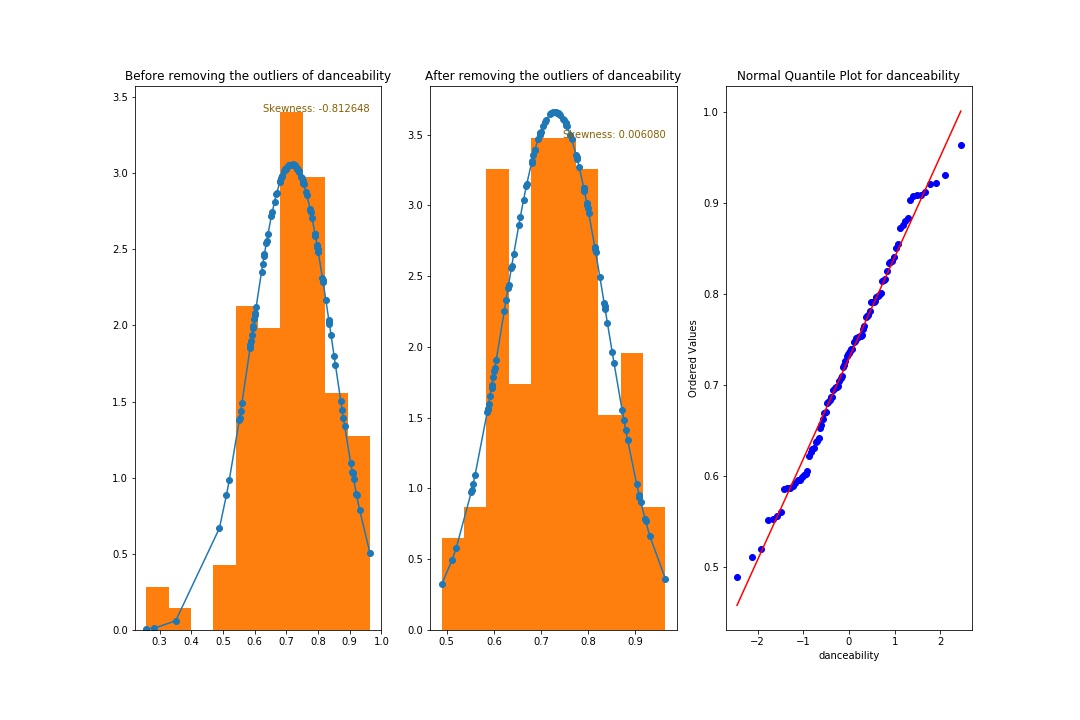 Before removing the outliers of danceability
After removing the outliers of danceability
Normal Quantile Plot for danceability
Skewness: -0.812648
Skewness: 0.006080
3.5
3.0
2.5
2.0
1.5
1.0
0.5
0.0
0.3 0.4 0.5 0.6 0.7 0.8 0.9 1.0
3.5
3.0
2.5
2.0
1.5
1.0
0.5
0.0
0.5 0.6 0.7 0.8 0.9
Ordered Values
1.0
0.9
0.8
0.7
0.6
0.5
−2 −1 0 1 2
danceability